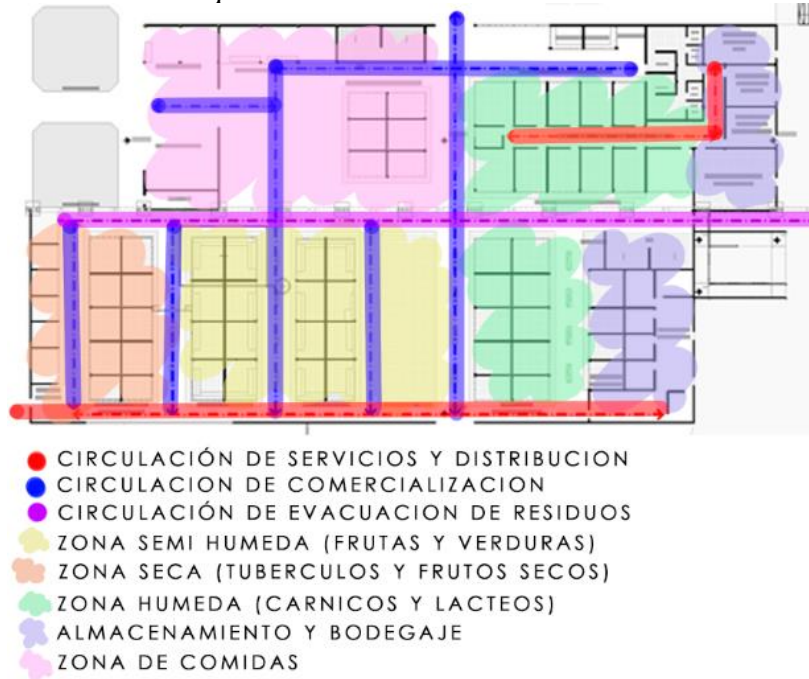 CIRCULACIÓN DE SERVICIOS Y DISTRIBUCION
CIRCULACION DE COMERCIALIZACION
CIRCULACIÓN DE EVACUACION DE RESIDUOS
ZONA SEMI HUMEDA (FRUTAS Y VERDURAS)
ZONA SECA (TUBERCULOS Y FRUTOS SECOS)
ZONA HUMEDA (CARNICOS Y LACTEOS)
ALMACENAMIENTO Y BODEGAJE
ZONA DE COMIDAS